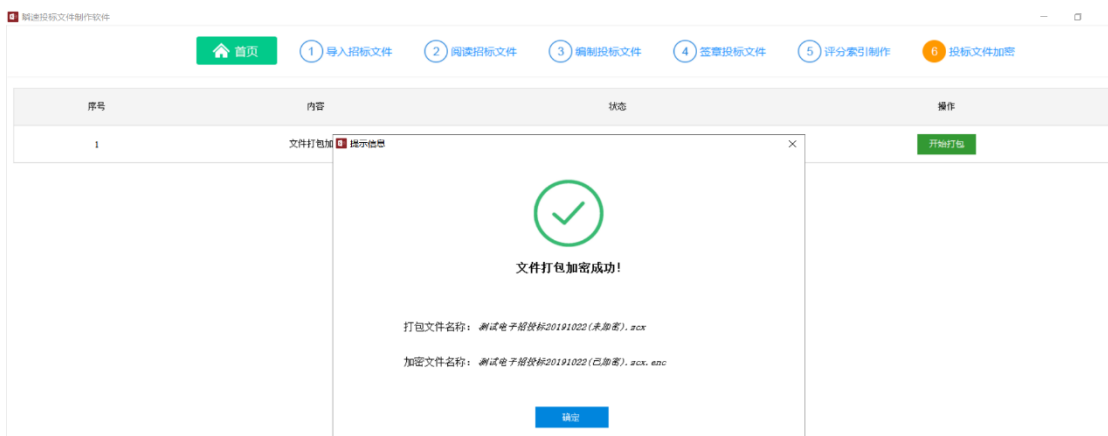 瞬速投标文件制作软件
首页
1 导入招标文件
2 阅读招标文件
3 编制投标文件
4 签章投标文件
5 评分索引制作
6 投标文件加密
序号 内容 状态 操作
1 文件打包加 开始打包
提示信息
文件打包加密成功!
打包文件名称: 测试电子招投标20191022(未加密).zcx
加密文件名称: 测试电子招投标20191022(已加密).zcx.enc
确定